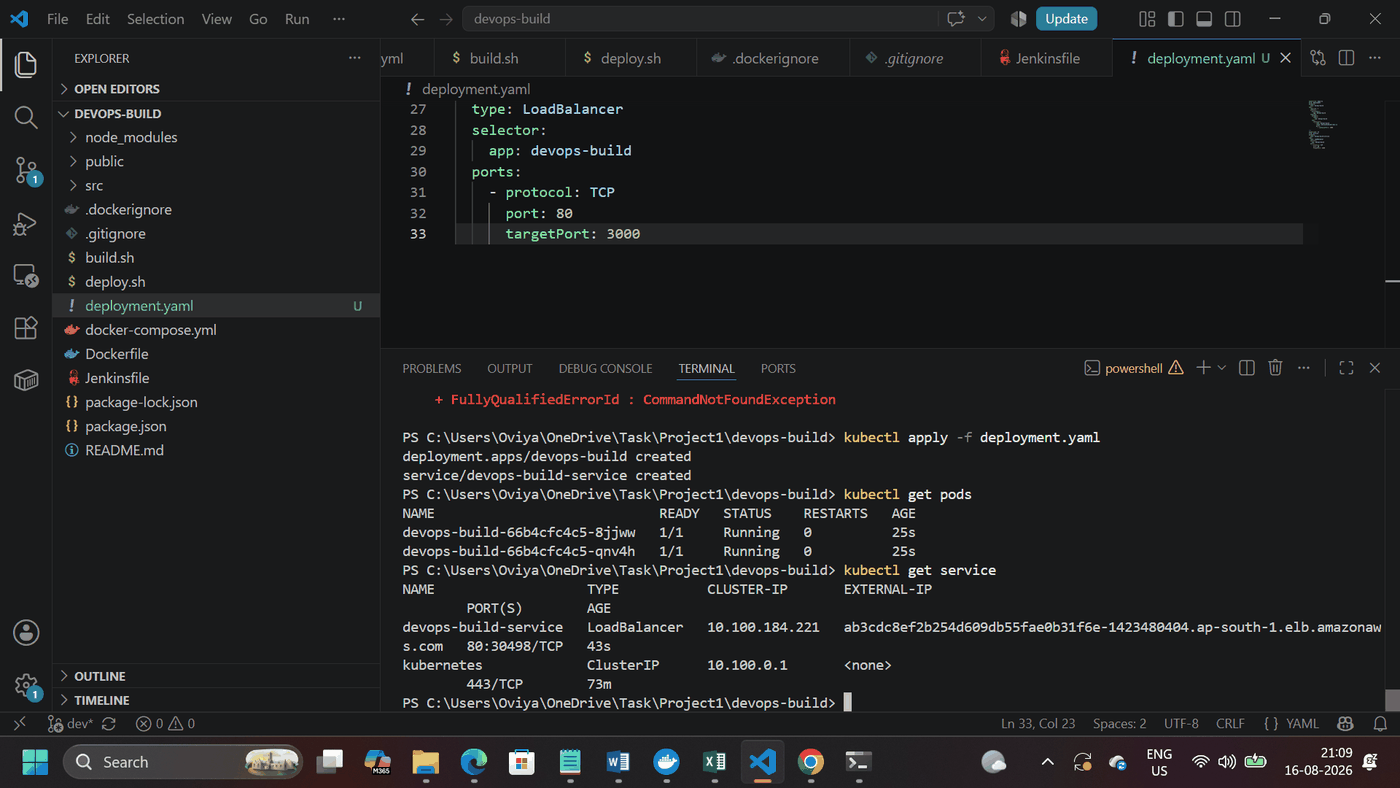 File Edit Selection View Go Run ···
devops-build
Update
EXPLORER ···
OPEN EDITORS
DEVOPS-BUILD
node_modules
public
src
.dockerignore
.gitignore
$ build.sh
$ deploy.sh
! deployment.yaml U
docker-compose.yml
Dockerfile
Jenkinsfile
{} package-lock.json
{} package.json
README.md
OUTLINE
TIMELINE
1
1
yml
$ build.sh
$ deploy.sh
.dockerignore
.gitignore
Jenkinsfile
! deployment.yaml U
! deployment.yaml
27 type: LoadBalancer
28 selector:
29 app: devops-build
30 ports:
31 - protocol: TCP
32 port: 80
33 targetPort: 3000
PROBLEMS OUTPUT DEBUG CONSOLE TERMINAL PORTS
powershell
+ FullyQualifiedErrorId : CommandNotFoundException
PS C:\Users\Oviya\OneDrive\Task\Project1\devops-build> kubectl apply -f deployment.yaml
deployment.apps/devops-build created
service/devops-build-service created
PS C:\Users\Oviya\OneDrive\Task\Project1\devops-build> kubectl get pods
NAME READY STATUS RESTARTS AGE
devops-build-66b4cfc4c5-8jjww 1/1 Running 0 25s
devops-build-66b4cfc4c5-qnv4h 1/1 Running 0 25s
PS C:\Users\Oviya\OneDrive\Task\Project1\devops-build> kubectl get service
NAME TYPE CLUSTER-IP EXTERNAL-IP
PORT(S) AGE
devops-build-service LoadBalancer 10.100.184.221 ab3cdc8ef2b254d609db55fae0b31f6e-1423480404.ap-south-1.elb.amazonaw
s.com 80:30498/TCP 43s
kubernetes ClusterIP 10.100.0.1 <none>
443/TCP 73m
PS C:\Users\Oviya\OneDrive\Task\Project1\devops-build>
dev* 0 0
Ln 33, Col 23 Spaces: 2 UTF-8 CRLF {} YAML
Search
M365
ENG
US
21:09
16-08-2026